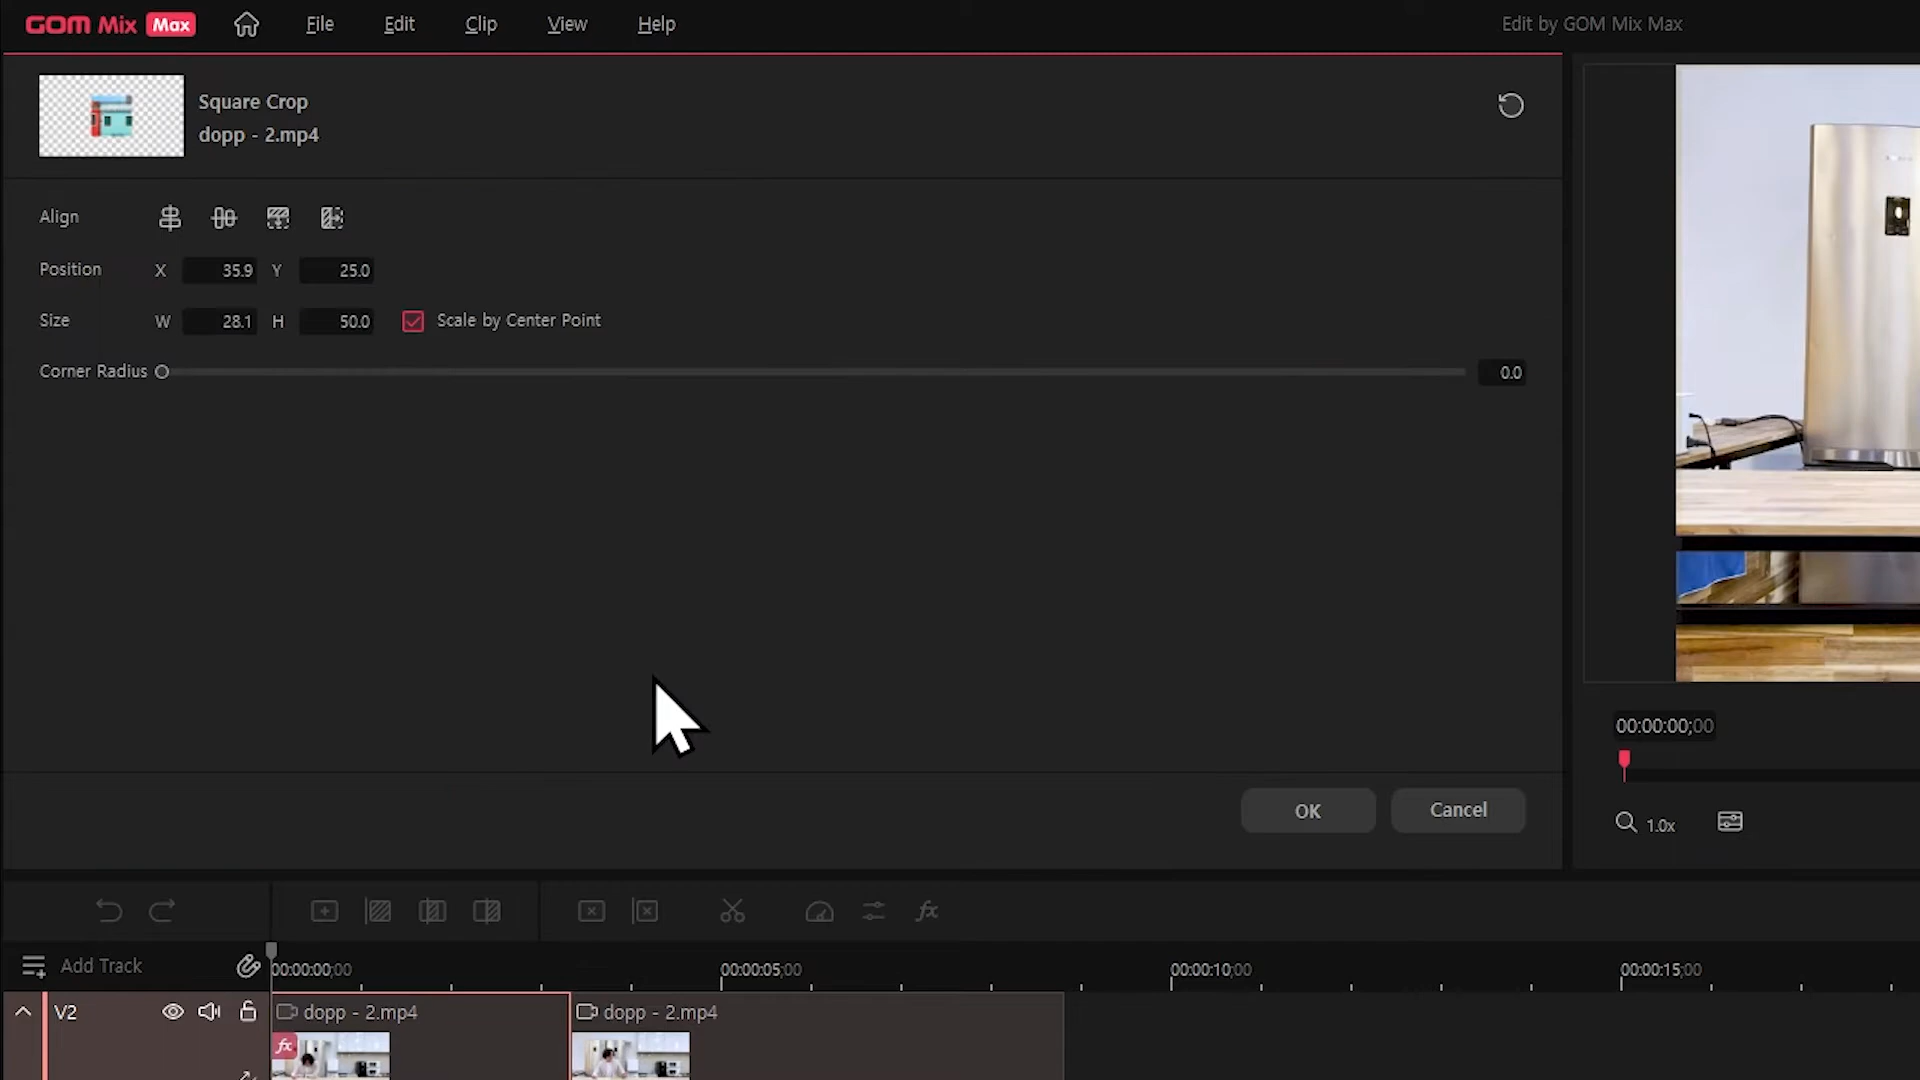 GOM Mix Max
File
Edit
Clip
View
Help
Edit by GOM Mix Max
Square Crop
dopp - 2.mp4
Align
Position X 35.9 Y 25.0
Size W 28.1 H 50.0 Scale by Center Point
Corner Radius 0.0
00:00:00;00
OK
Cancel
1.0x
fx
Add Track
00:00:00;00
00:00:05;00
00:00:10;00
00:00:15;00
V2
dopp - 2.mp4
dopp - 2.mp4
fx